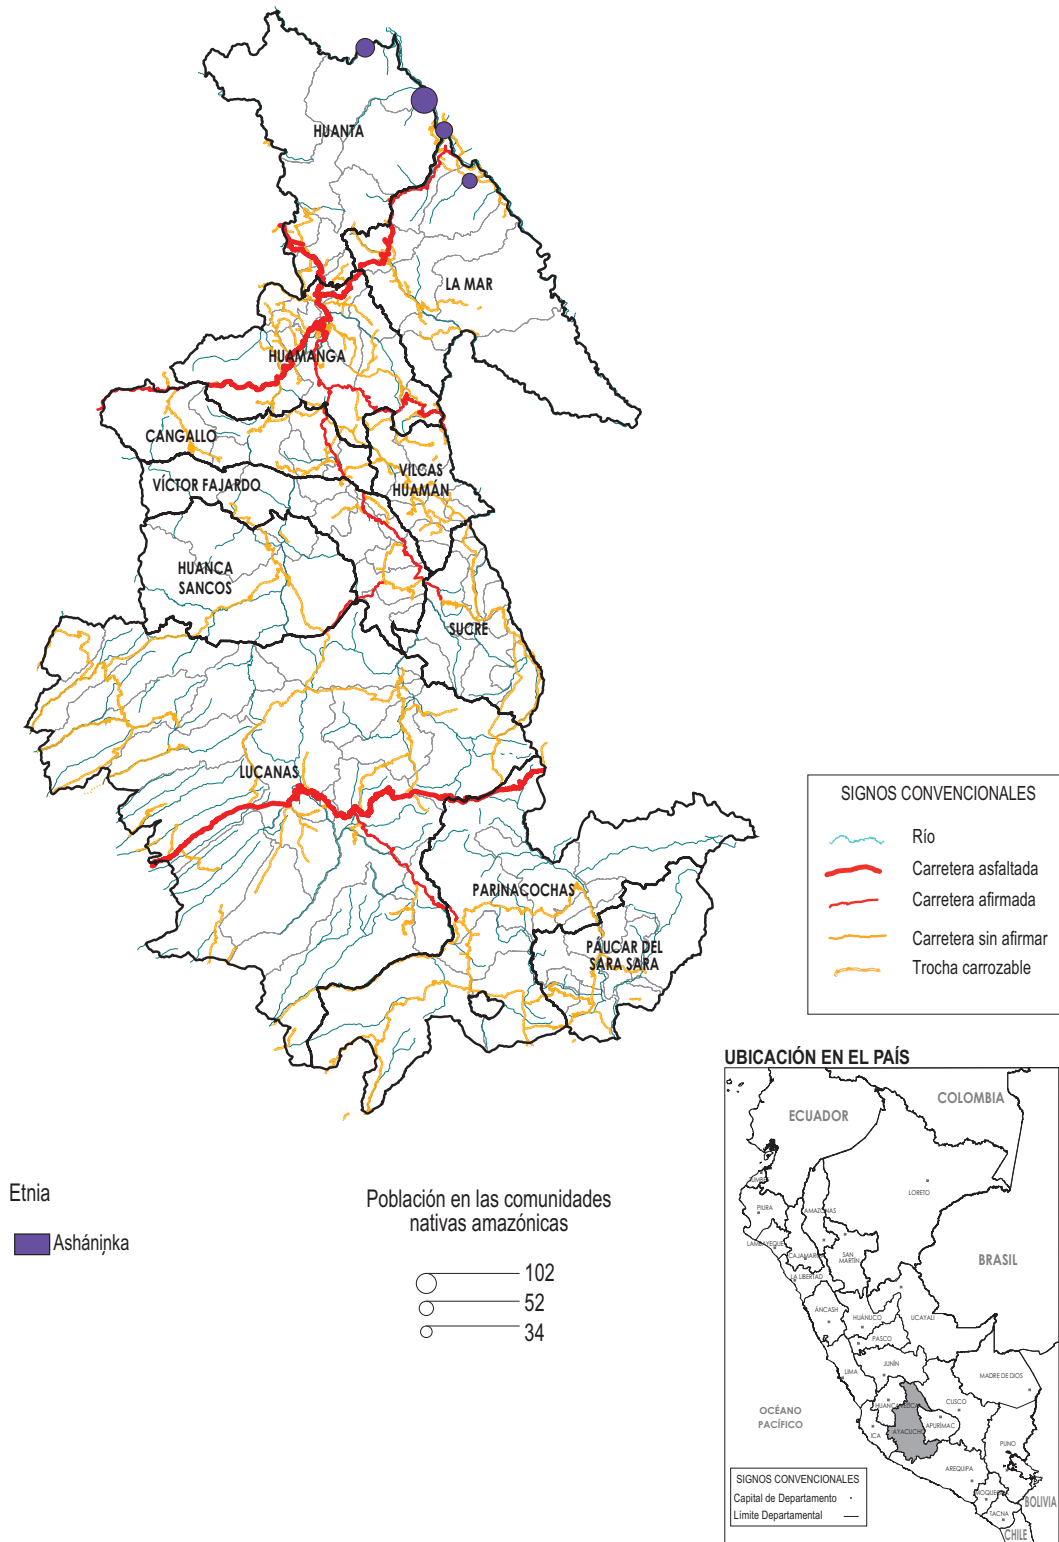 HUANTA
LA MAR
HUAMANGA
CANGALLO
VILCAS
HUAMÁN
VÍCTOR FAJARDO
HUANCA
SANCOS
SUCRE
LUCANAS
PARINACOCHAS
PÁUCAR DEL
SARA SARA
SIGNOS CONVENCIONALES
Río
Carretera asfaltada
Carretera afirmada
Carretera sin afirmar
Trocha carrozable
Etnia
Asháninka
Población en las comunidades
nativas amazónicas
102
52
34
UBICACIÓN EN EL PAÍS
COLOMBIA
ECUADOR
LORETO
PIURA
AMAZONAS
LAMBAYEQUE
CAJAMARCA
SAN
MARTÍN
BRASIL
LA LIBERTAD
ÁNCASH
HUÁNUCO
UCAYALI
PASCO
LIMA
JUNÍN
MADRE DE DIOS
CUSCO
OCÉANO
PACÍFICO
ICA
AYACUCHO
APURÍMAC
PUNO
AREQUIPA
BOLIVIA
TACNA
CHILE
SIGNOS CONVENCIONALES
Capital de Departamento
Límite Departamental